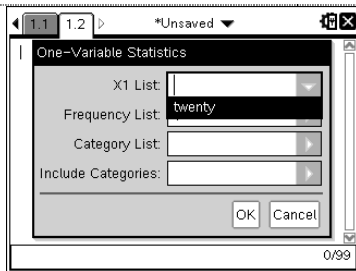 1.1 1.2 *Unsaved
One-Variable Statistics
X1 List:
twenty
Frequency List:
Category List:
Include Categories:
OK Cancel
0/99